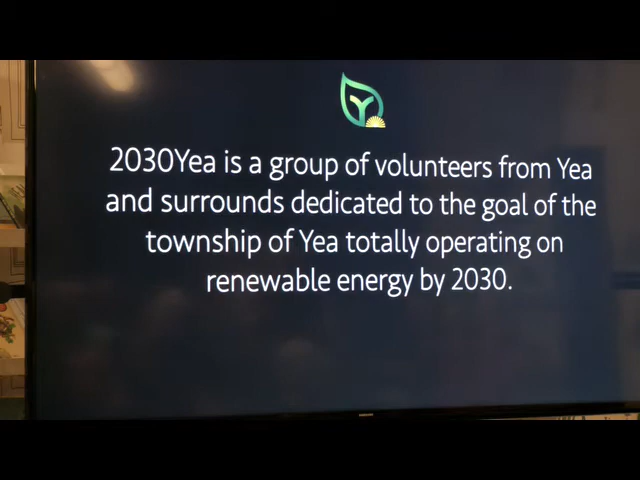 2030Yea is a group of volunteers from Yea
and surrounds dedicated to the goal of the
township of Yea totally operating on
renewable energy by 2030.